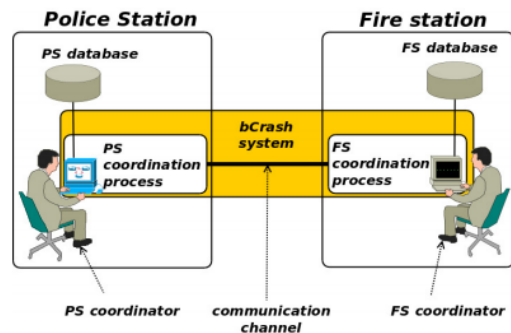 Police Station
Fire station
PS database
FS database
bCrash
system
PS
coordination
process
FS
coordination
process
PS coordinator
communication
channel
FS coordinator